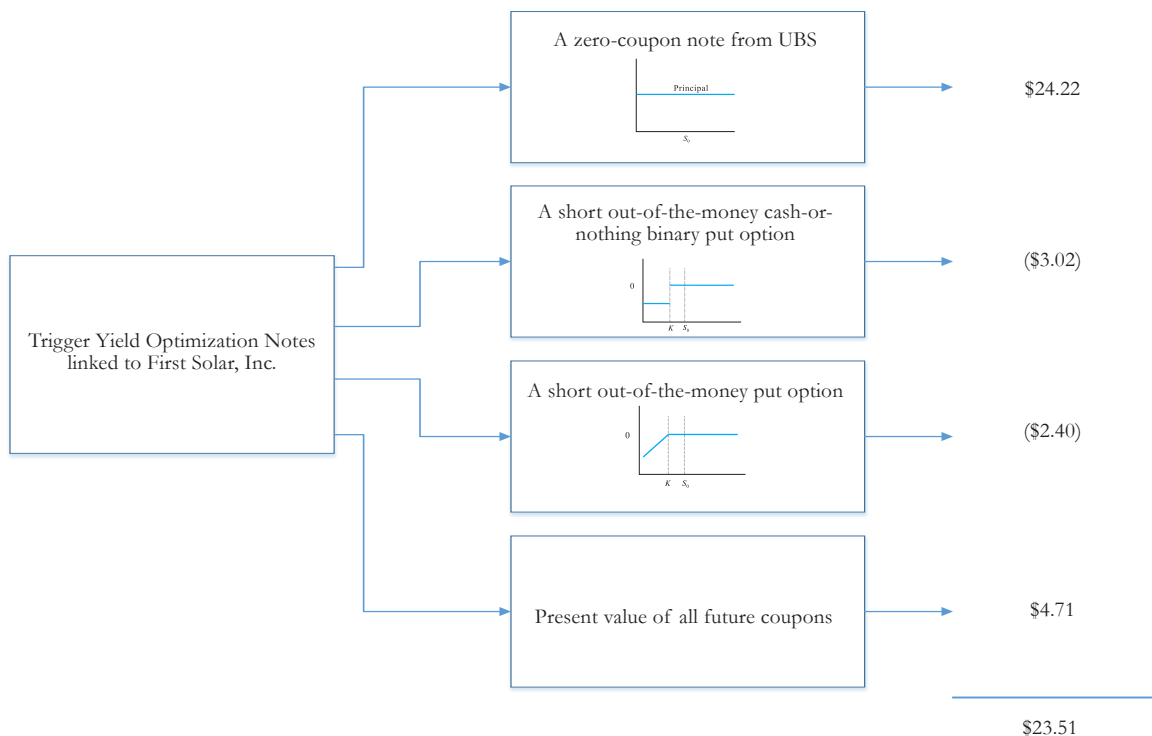 A zero-coupon note from UBS
Principal
S0
$24.22
A short out-of-the-money cash-or-
nothing binary put option
0
K S0
($3.02)
Trigger Yield Optimization Notes
linked to First Solar, Inc.
A short out-of-the-money put option
0
K S0
($2.40)
Present value of all future coupons
$4.71
$23.51